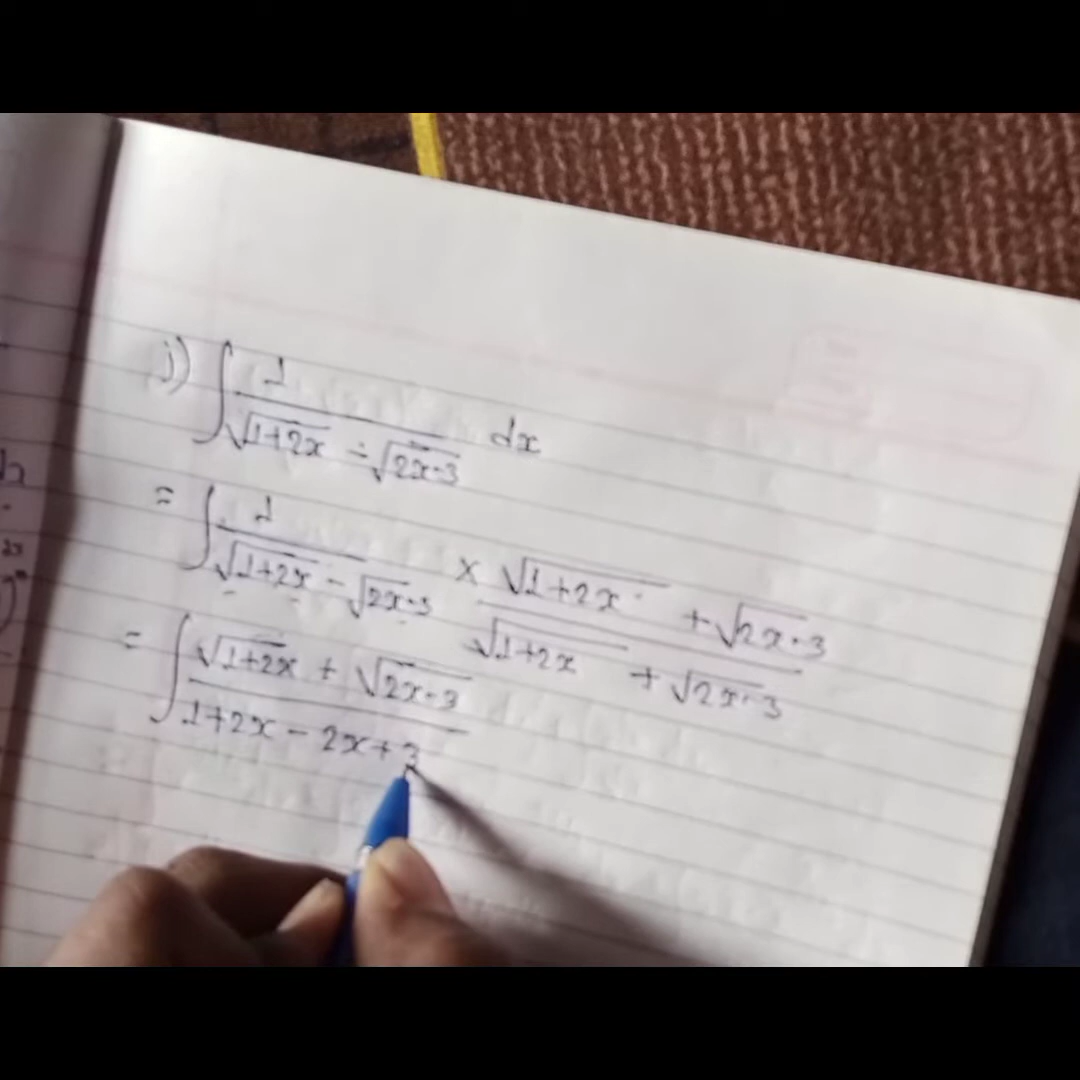 i) ∫ 1/(√(1+2x) - √(2x-3)) dx
= ∫ 1/(√(1+2x) - √(2x-3)) × (√(1+2x) + √(2x-3))/(√(1+2x) + √(2x-3))
= ∫ (√(1+2x) + √(2x-3))/(1+2x - 2x+3